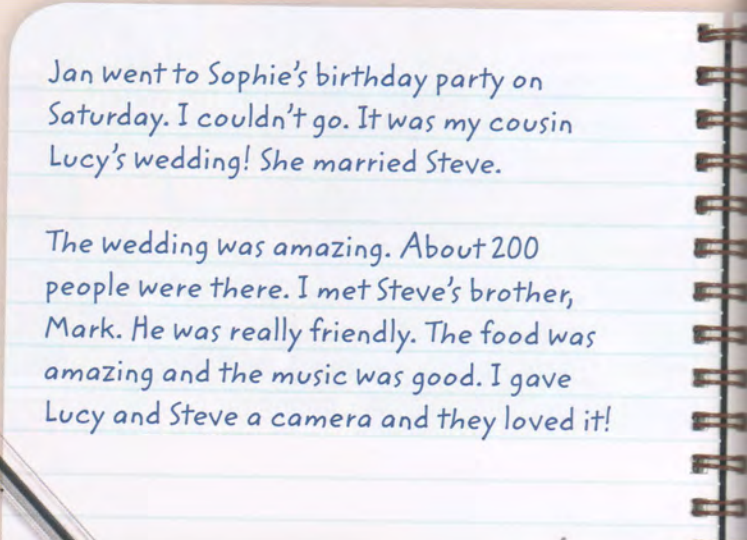 Jan went to Sophie's birthday party on
Saturday. I couldn't go. It was my cousin
Lucy's wedding! She married Steve.
The wedding was amazing. About 200
people were there. I met Steve's brother,
Mark. He was really friendly. The food was
amazing and the music was good. I gave
Lucy and Steve a camera and they loved it!